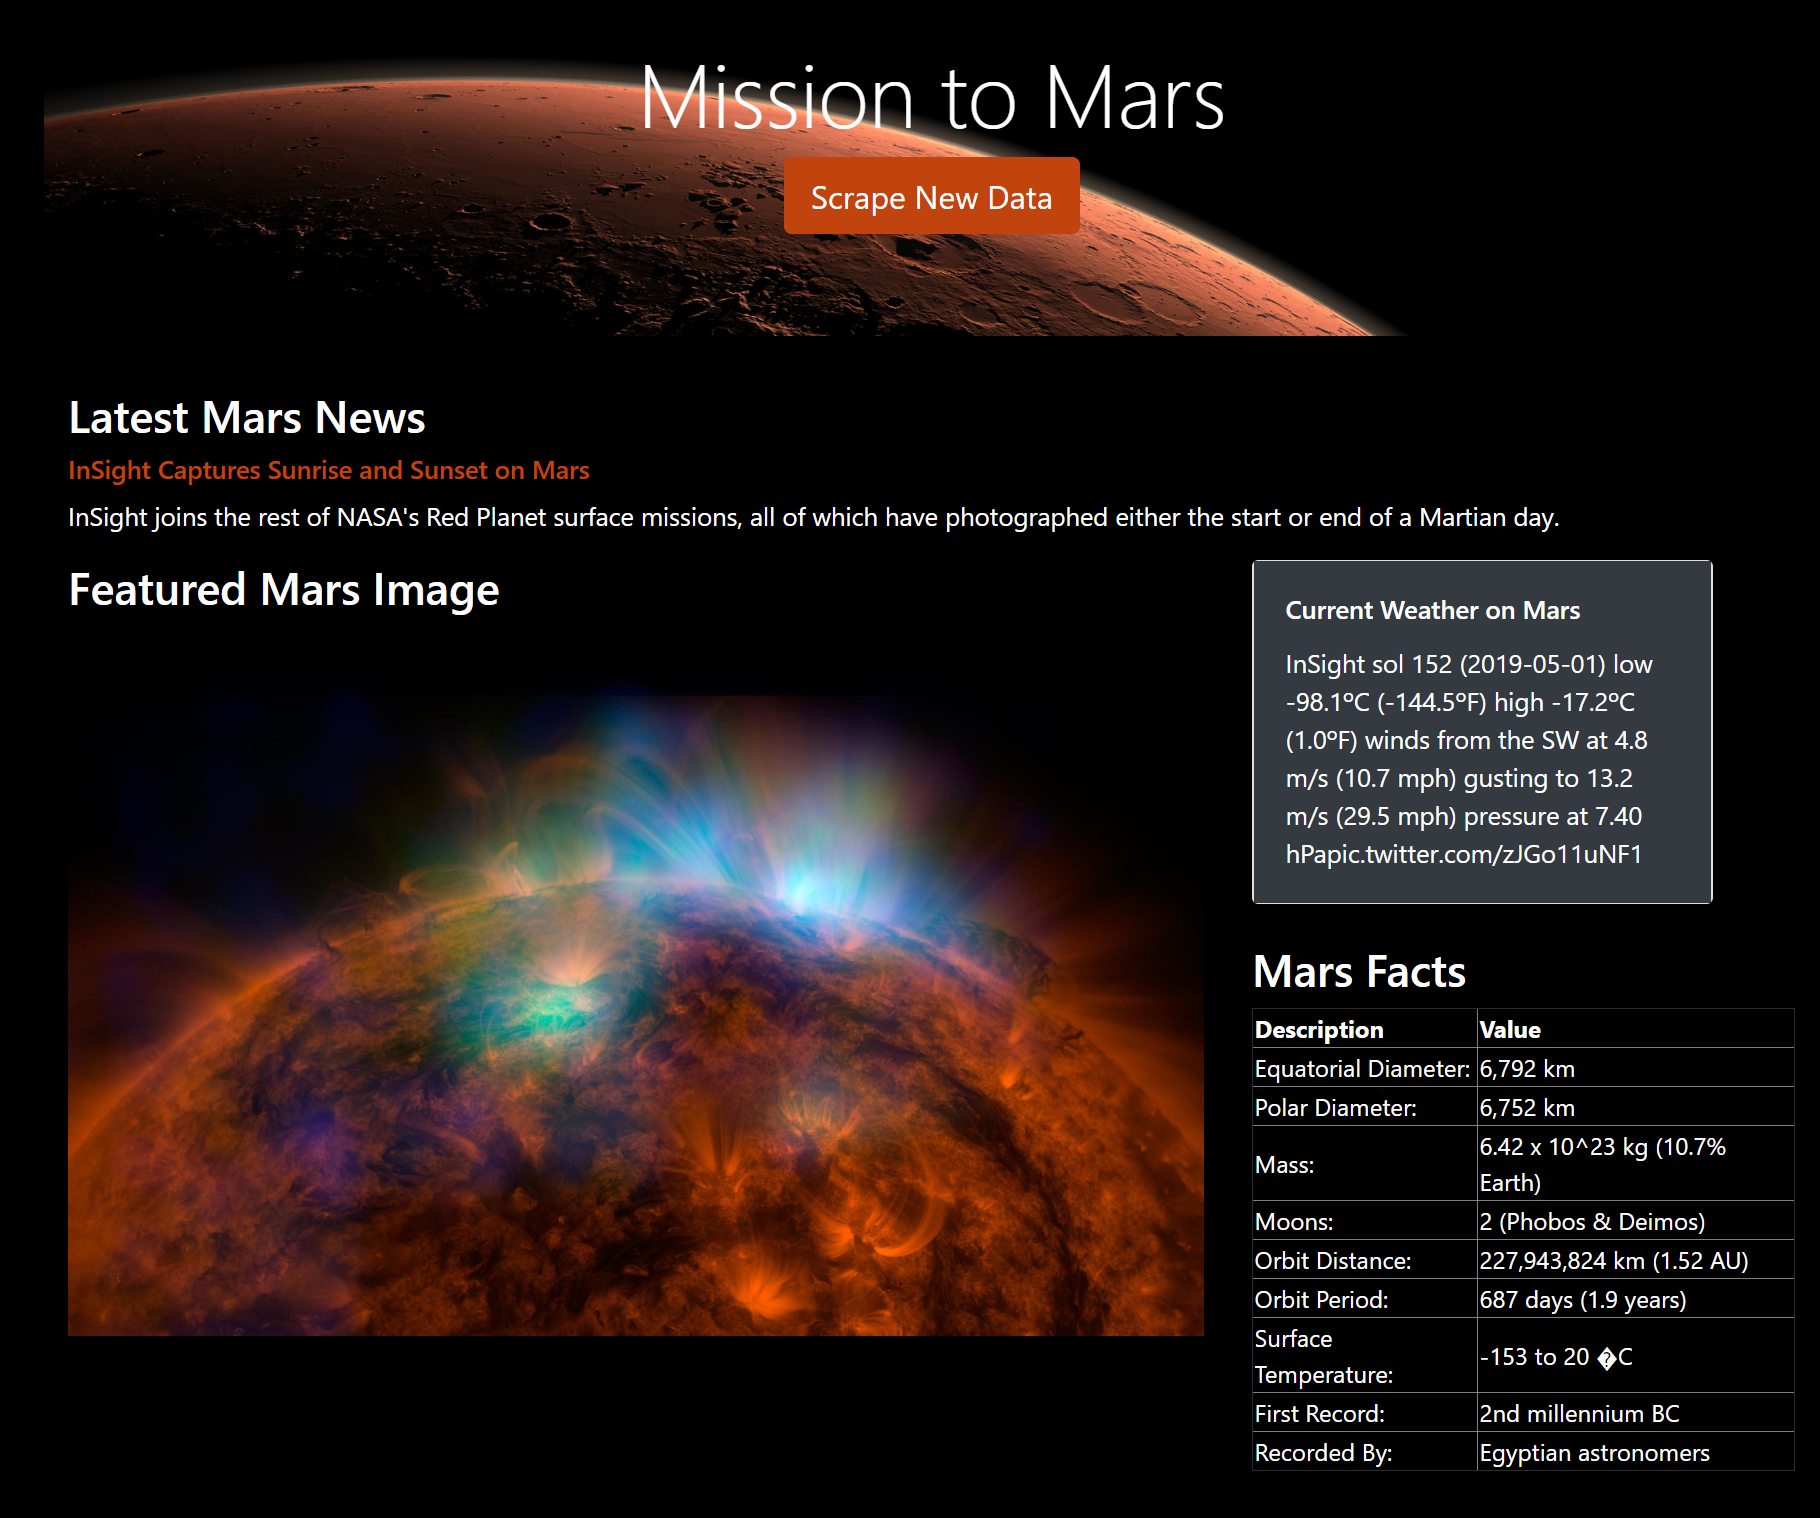 Mission to Mars
Scrape New Data
Latest Mars News
InSight Captures Sunrise and Sunset on Mars
InSight joins the rest of NASA's Red Planet surface missions, all of which have photographed either the start or end of a Martian day.
Featured Mars Image
Current Weather on Mars
InSight sol 152 (2019-05-01) low
-98.1ºC (-144.5ºF) high -17.2ºC
(1.0ºF) winds from the SW at 4.8
m/s (10.7 mph) gusting to 13.2
m/s (29.5 mph) pressure at 7.40
hPapic.twitter.com/zJGo11uNF1
Mars Facts
Description Value
Equatorial Diameter: 6,792 km
Polar Diameter: 6,752 km
Mass: 6.42 x 10^23 kg (10.7%
Earth)
Moons: 2 (Phobos & Deimos)
Orbit Distance: 227,943,824 km (1.52 AU)
Orbit Period: 687 days (1.9 years)
Surface
Temperature: -153 to 20 �C
First Record: 2nd millennium BC
Recorded By: Egyptian astronomers